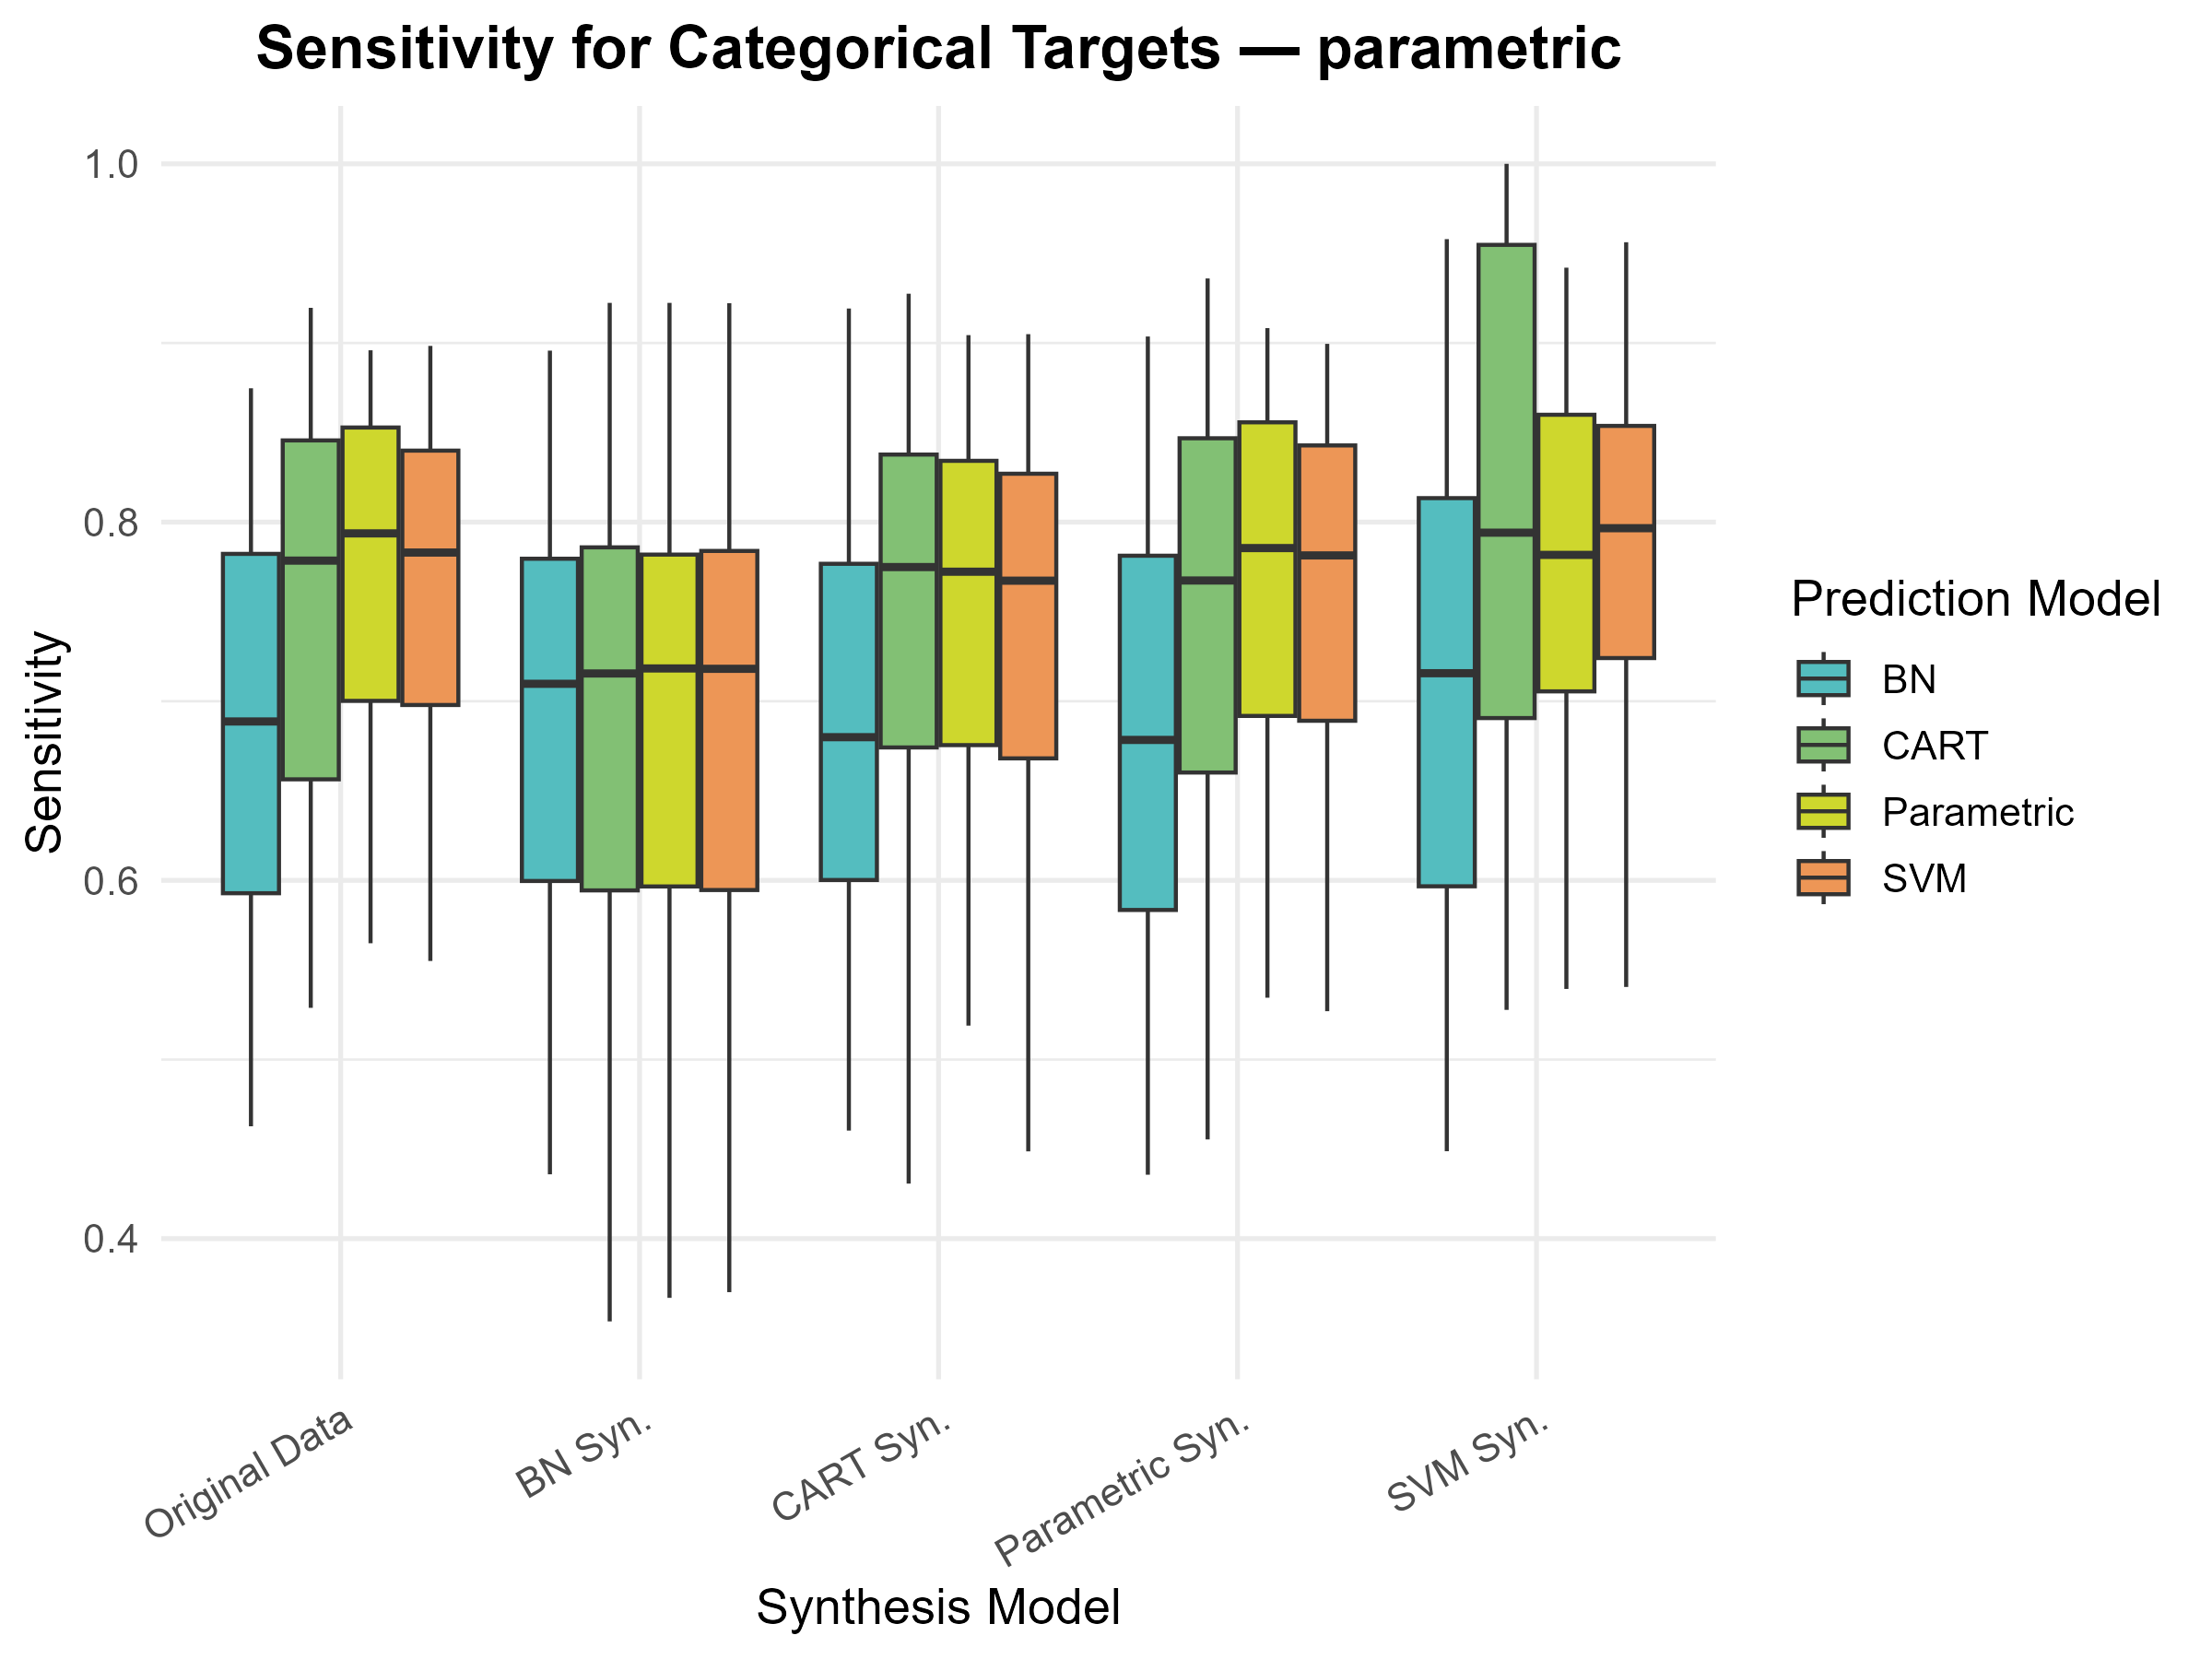 Sensitivity for Categorical Targets — parametric
1.0
0.8
0.6
0.4
Sensitivity
Original Data
BN Syn.
CART Syn.
Parametric Syn.
SVM Syn.
Synthesis Model
Prediction Model
BN
CART
Parametric
SVM